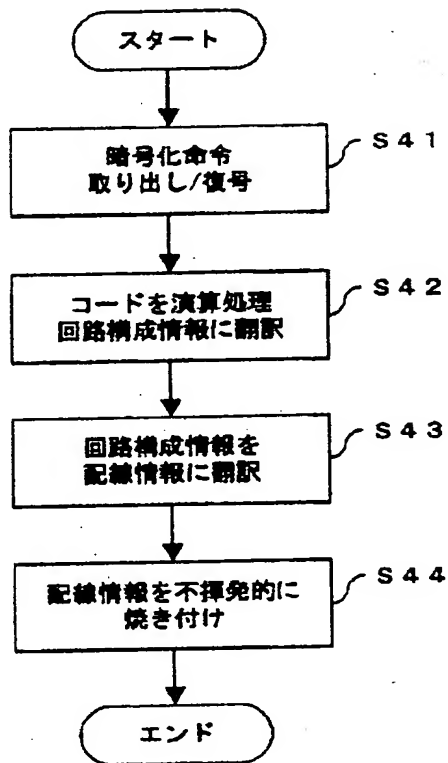 スタート
暗号化命令
取り出し/復号
S41
コードを演算処理
回路構成情報に翻訳
S42
回路構成情報を
配線情報に翻訳
S43
配線情報を不揮発的に
焼き付け
S44
エンド